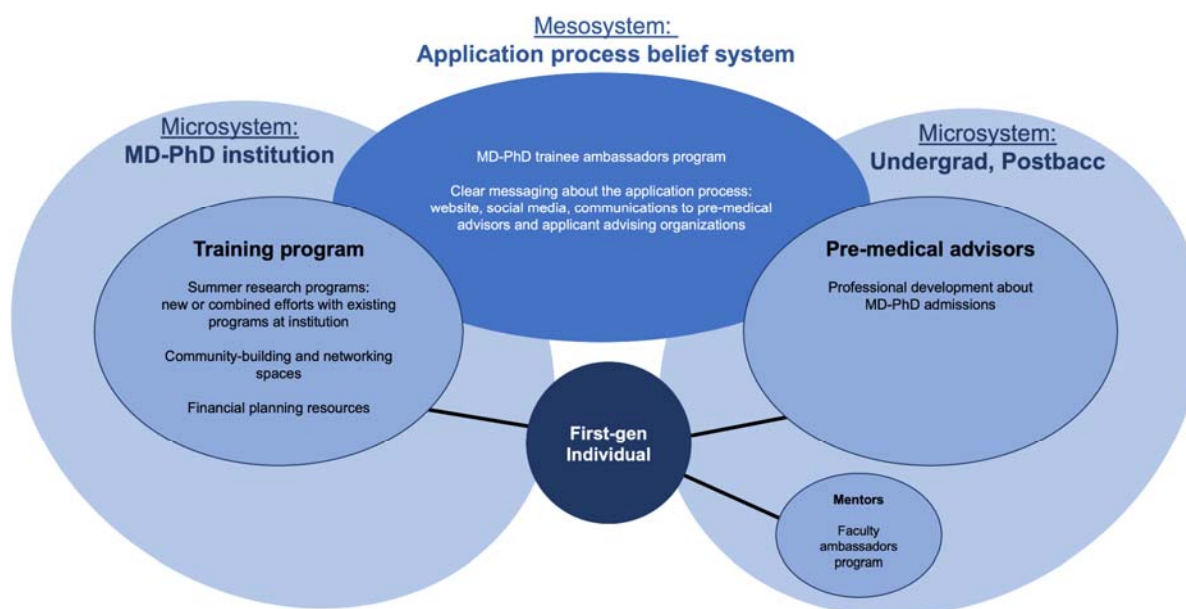 Mesosystem:
Application process belief system
Microsystem:
MD-PhD institution
MD-PhD trainee ambassadors program
Clear messaging about the application process:
website, social media, communications to pre-medical
advisors and applicant advising organizations
Microsystem:
Undergrad, Postbacc
Training program
Summer research programs:
new or combined efforts with existing
programs at institution
Community-building and networking
spaces
Financial planning resources
Pre-medical advisors
Professional development about
MD-PhD admissions
First-gen
Individual
Mentors
Faculty
ambassadors
program